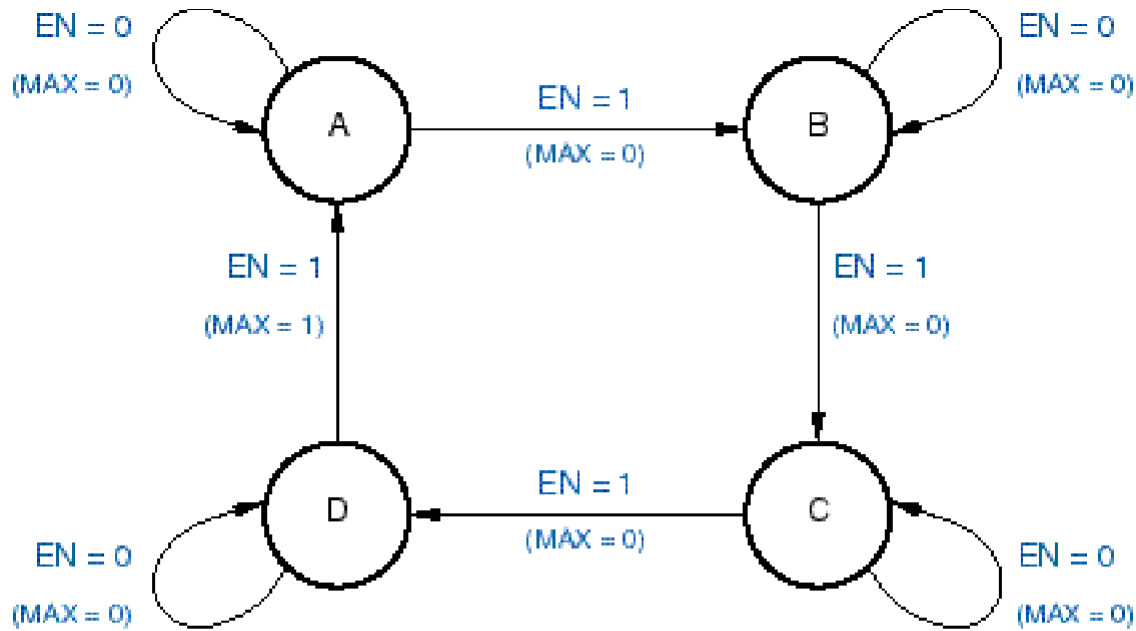 EN = 0
(MAX = 0)
A
EN = 1
(MAX = 0)
B
EN = 0
(MAX = 0)
EN = 1
(MAX = 1)
EN = 1
(MAX = 0)
EN = 0
(MAX = 0)
D
EN = 1
(MAX = 0)
C
EN = 0
(MAX = 0)